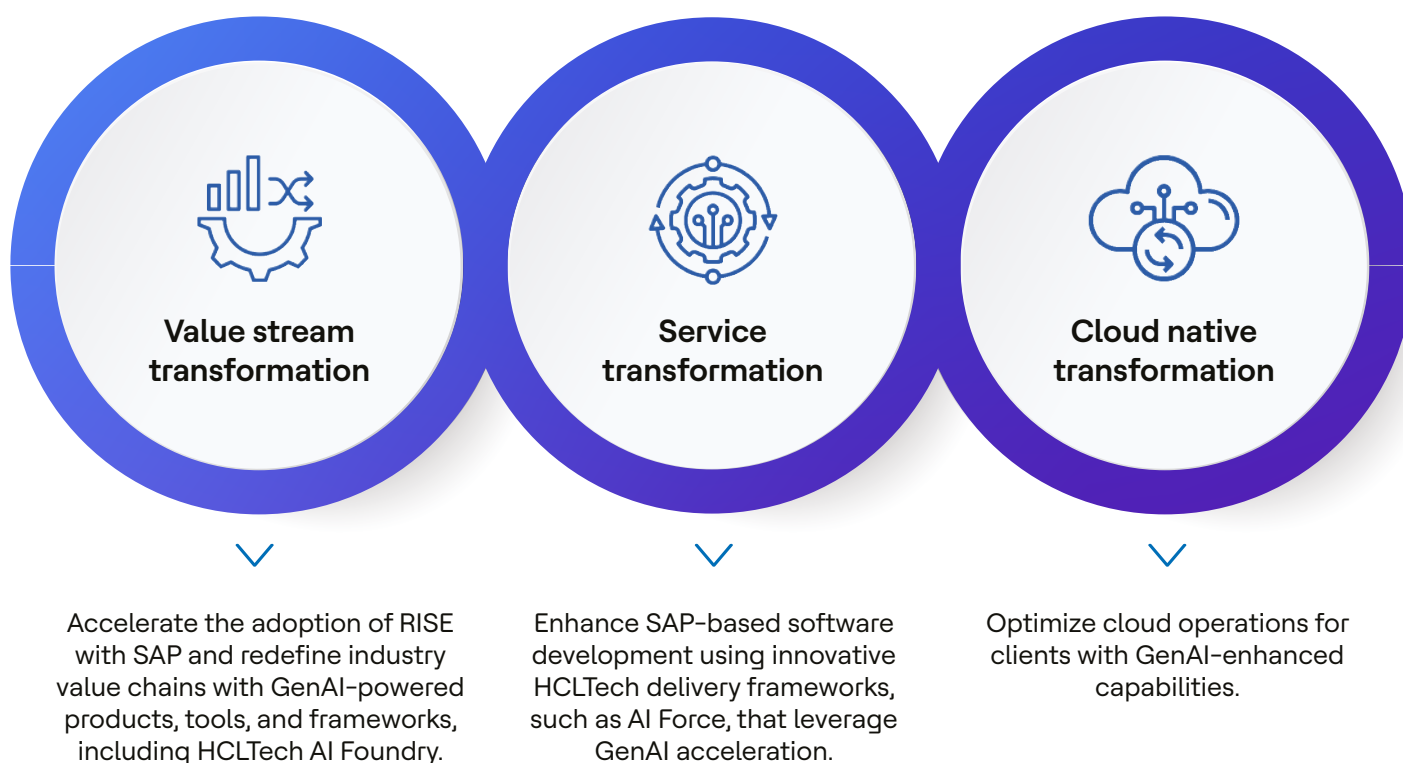 Value stream
transformation
Service
transformation
Cloud native
transformation
Accelerate the adoption of RISE
with SAP and redefine industry
value chains with GenAI-powered
products, tools, and frameworks,
including HCLTech AI Foundry.
Enhance SAP-based software
development using innovative
HCLTech delivery frameworks,
such as AI Force, that leverage
GenAI acceleration.
Optimize cloud operations for
clients with GenAI-enhanced
capabilities.